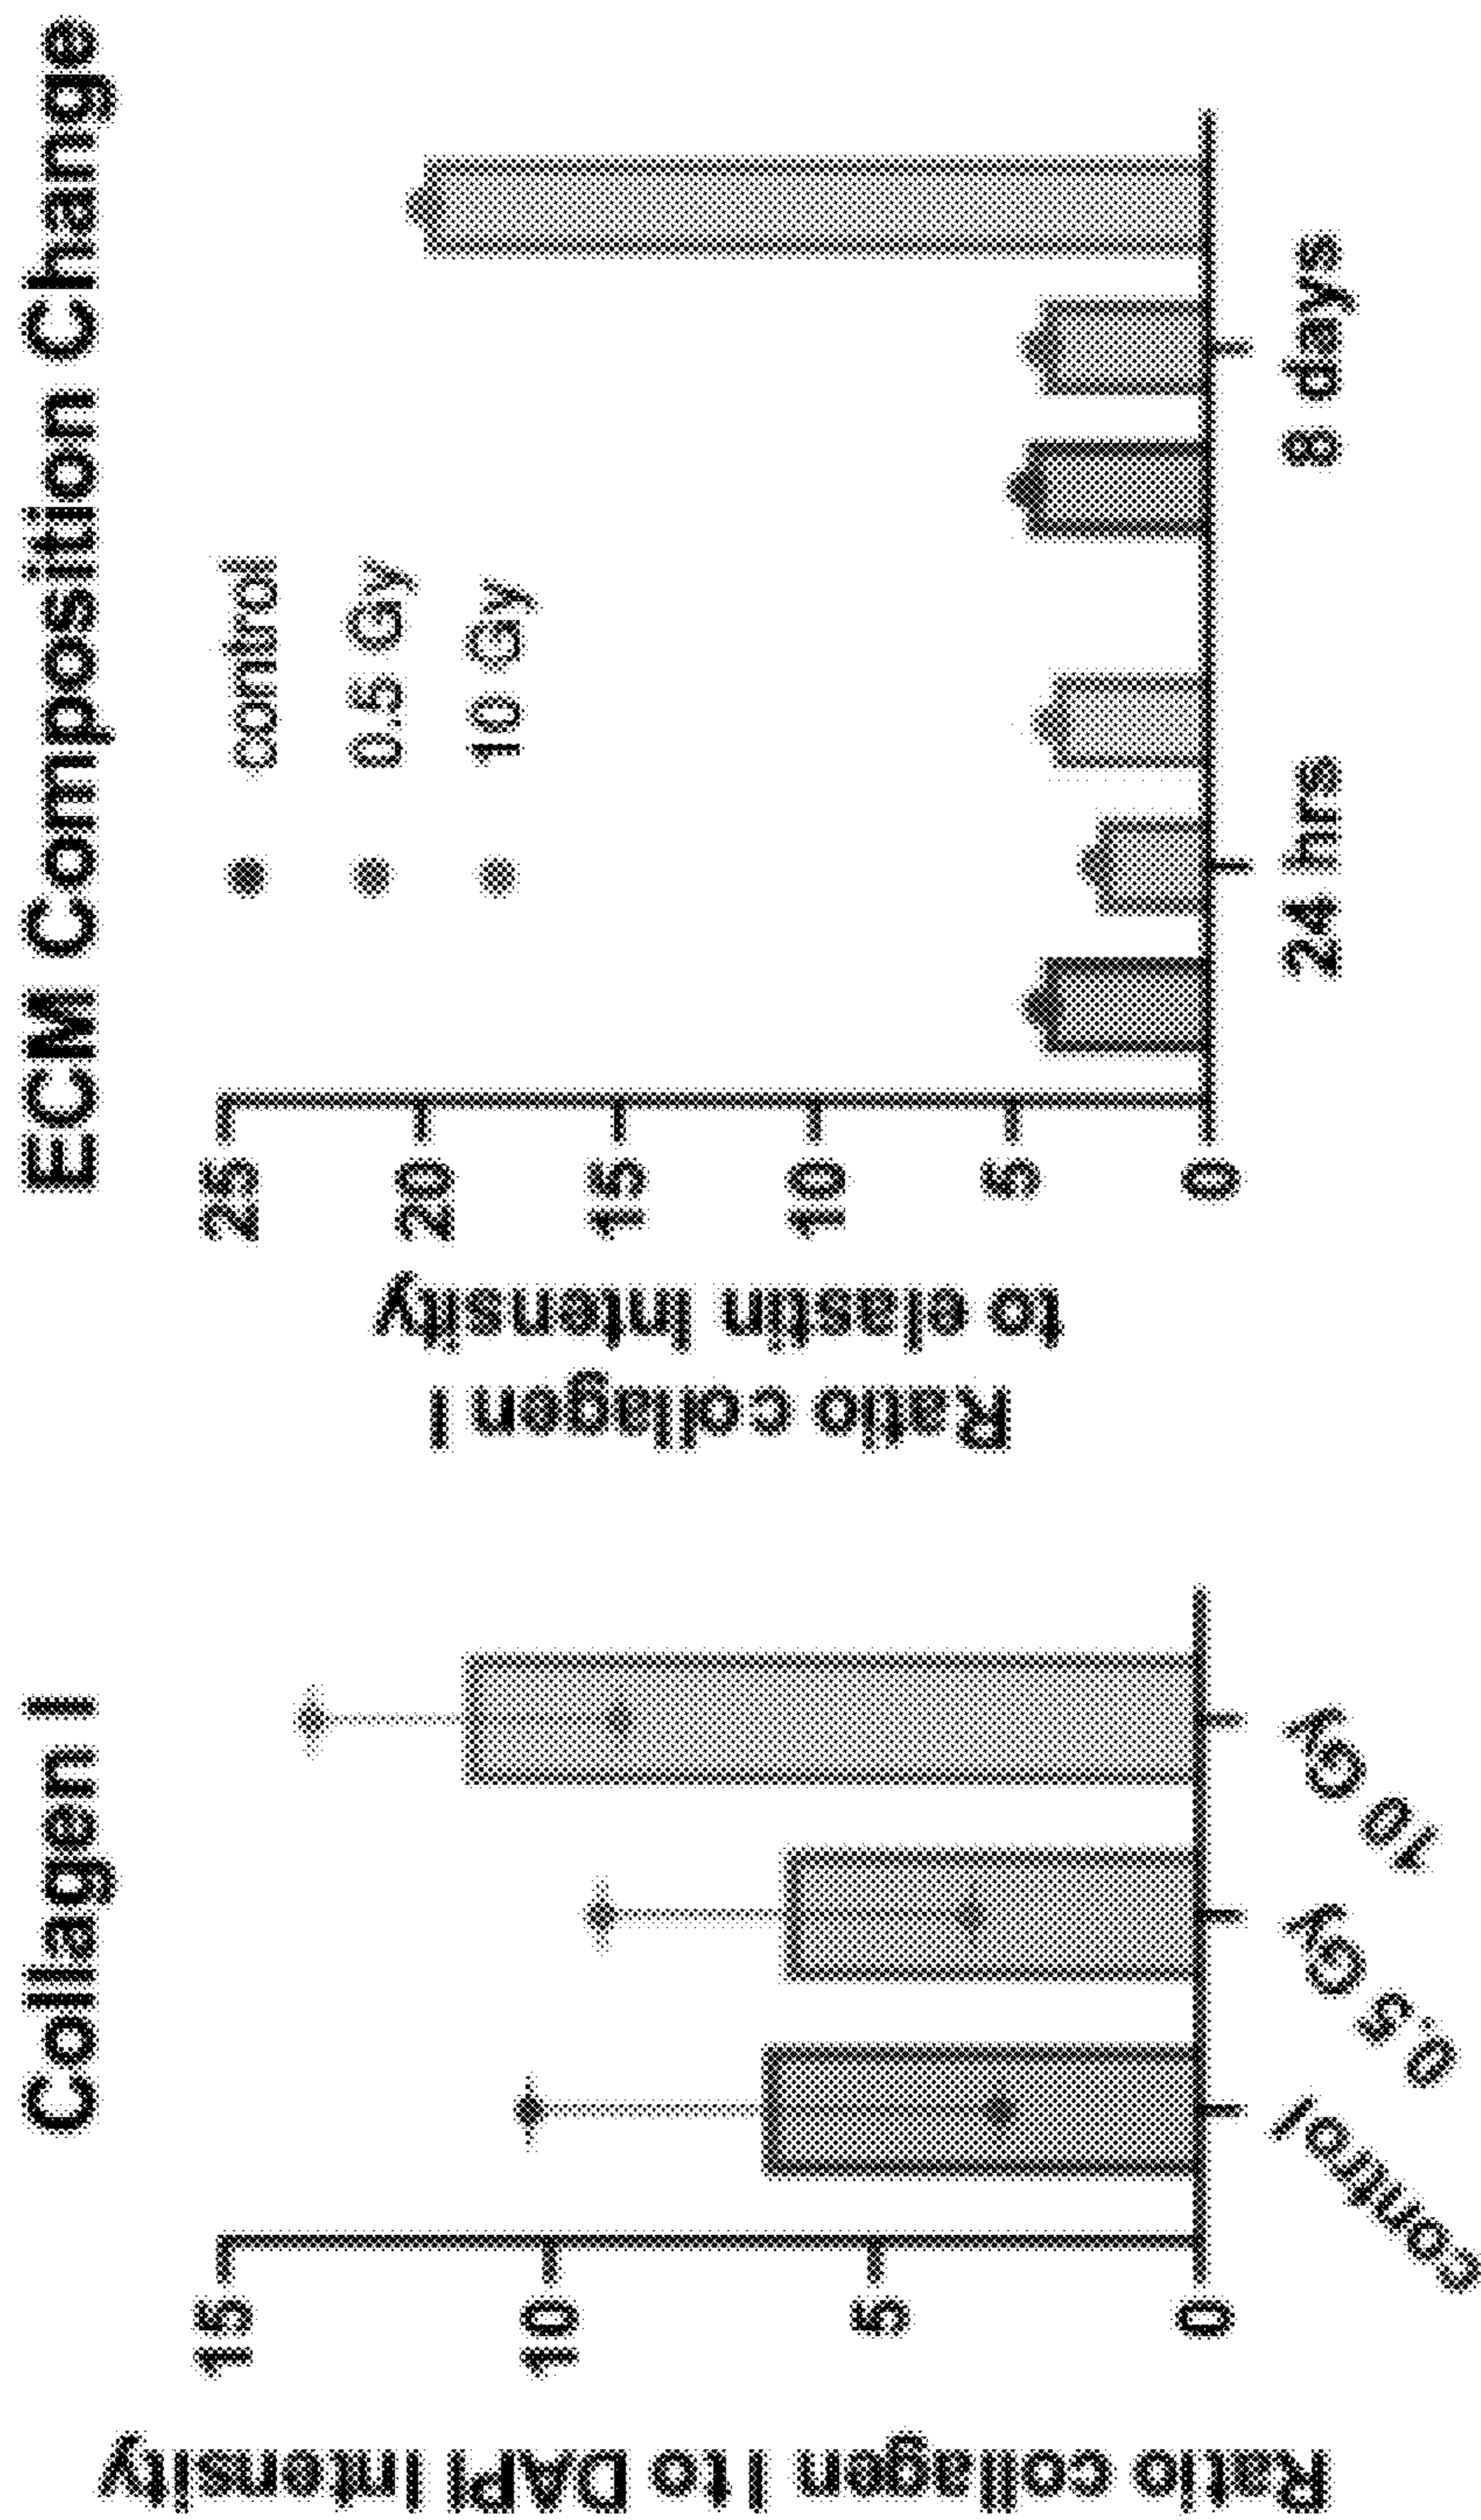 Collagen I
Ratio collagen I to DAPI intensity
15
10
5
0
control
0.5 Gy
10 Gy
ECM Composition Change
Ratio collagen I
to elastin intensity
25
20
15
10
5
0
control
0.5 Gy
10 Gy
24 hrs
8 days